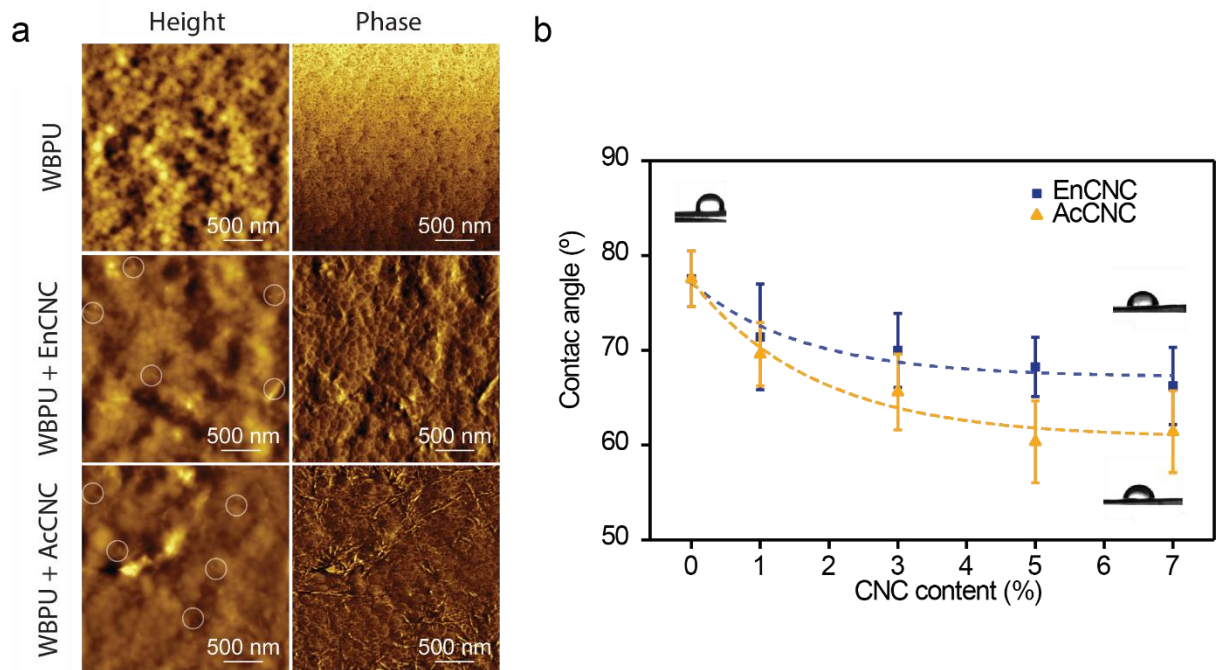 a
Height
Phase
WBPU
500 nm
500 nm
WBPU + EnCNC
500 nm
500 nm
WBPU + AcCNC
500 nm
500 nm
b
90
80
70
60
50
Contac angle (º)
EnCNC
AcCNC
0 1 2 3 4 5 6 7
CNC content (%)